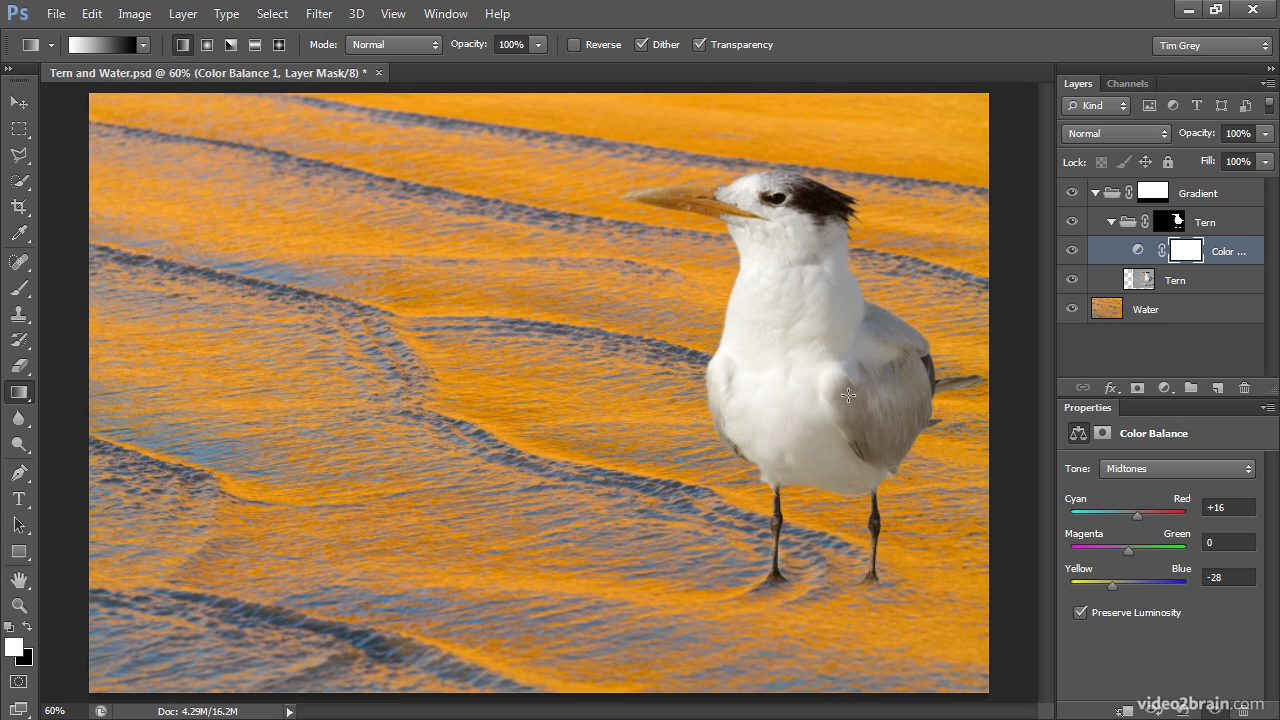 Ps File Edit Image Layer Type Select Filter 3D View Window Help
Mode: Normal Opacity: 100% Reverse Dither Transparency Tim Grey
Tern and Water.psd @ 60% (Color Balance 1, Layer Mask/8) * ×
Layers Channels
Kind
Normal Opacity: 100%
Lock: Fill: 100%
Gradient
Tern
Color ...
Tern
Water
Properties
Color Balance
Tone: Midtones
Cyan Red +16
Magenta Green 0
Yellow Blue -28
Preserve Luminosity
60% Doc: 4.29M/16.2M
video2brain.com